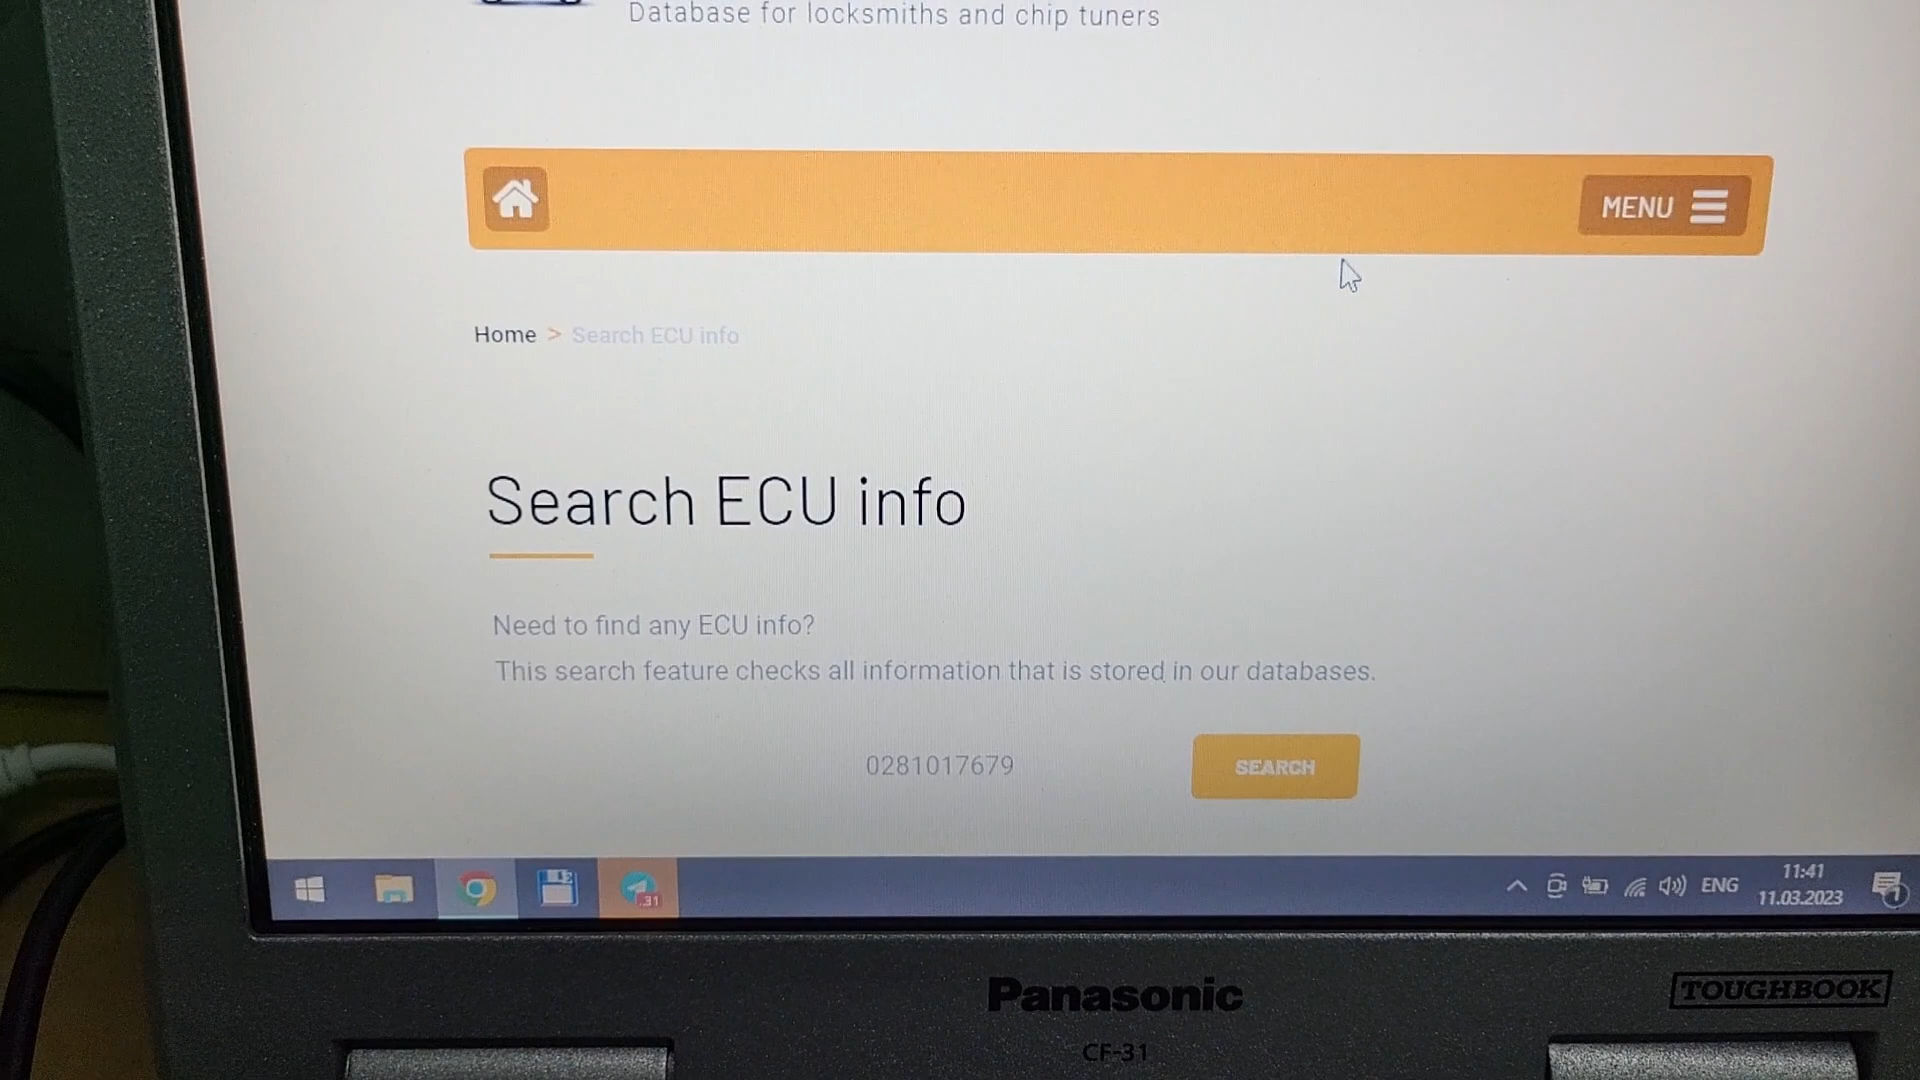 Database for locksmiths and chip tuners
MENU
Home > Search ECU info
Search ECU info
Need to find any ECU info?
This search feature checks all information that is stored in our databases.
0281017679
SEARCH
31
ENG
11:41
11.03.2023
1
Panasonic
TOUGHBOOK
CF-31